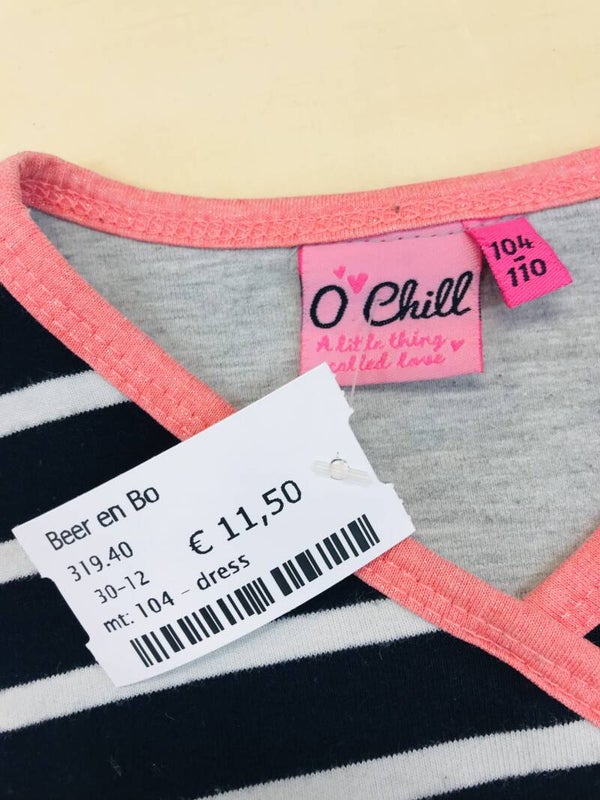 O'Chill
A little thing
called love
104
-
110
Beer en Bo
319.40
€ 11,50
30-12
mt: 104 - dress